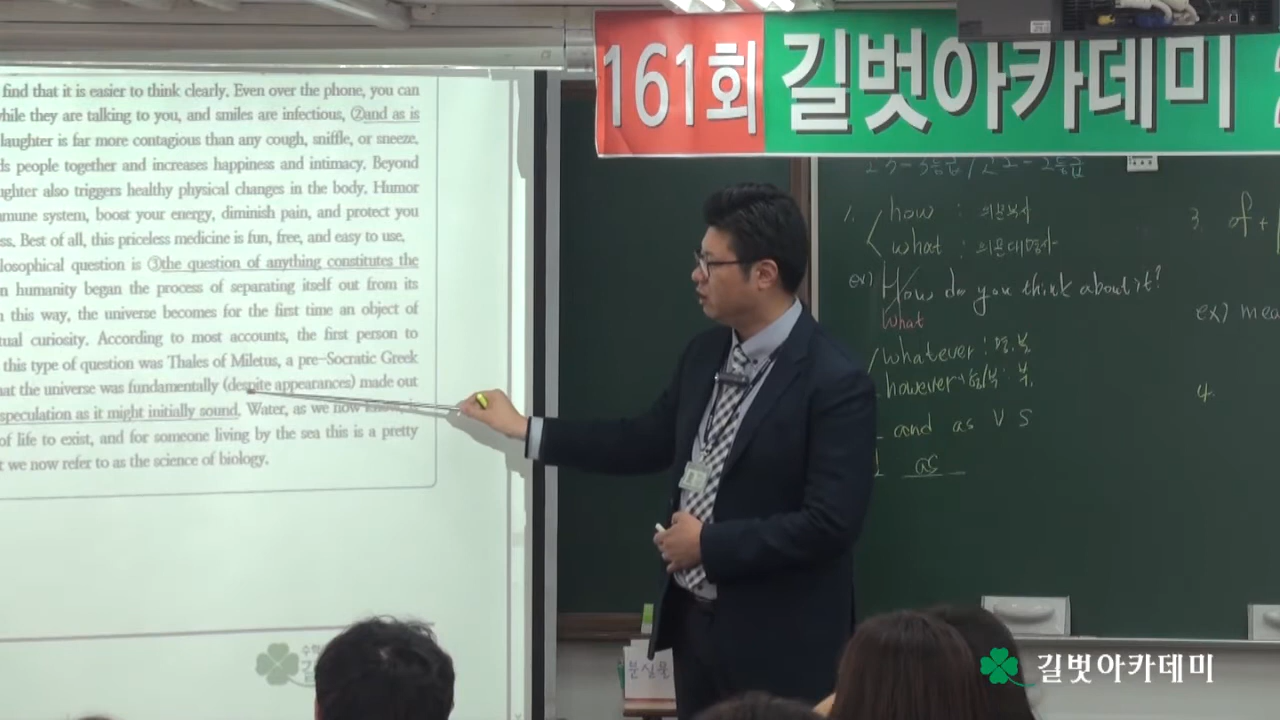 find that it is easier to think clearly. Even over the phone, you can
while they are talking to you, and smiles are infectious, ②and as is
laughter is far more contagious than any cough, sniffle, or sneeze.
people together and increases happiness and intimacy. Beyond
also triggers healthy physical changes in the body. Humor
system, boost your energy, diminish pain, and protect you
Best of all, this priceless medicine is fun, free, and easy to use.
question is ③the question of anything constitutes the
humanity began the process of separating itself out from its
this way, the universe becomes for the first time an object of
curiosity. According to most accounts, the first person to
this type of question was Thales of Miletus, a pre-Socratic Greek
the universe was fundamentally (despite appearances) made out
speculation as it might initially sound. Water, as we now
of life to exist, and for someone living by the sea this is a pretty
we now refer to as the science of biology.
161회 길벗아카데미
1. how : 의문부사
what : 의문대명사
ex) How do you think about it?
what
whatever : 명.
however
and as V S
as
3. of +
ex) mea
4.
분실물
길벗아카데미